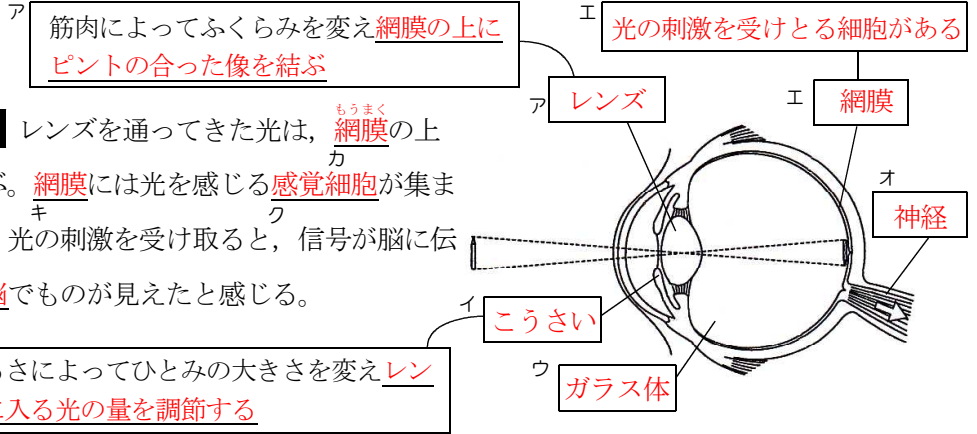 ア
筋肉によってふくらみを変え網膜の上に
ピントの合った像を結ぶ
エ
光の刺激を受けとる細胞がある
ア
レンズ
エ
網膜
もうまく
レンズを通ってきた光は，網膜の上
カ
網膜には光を感じる感覚細胞が集ま
キ
ク
光の刺激を受け取ると，信号が脳に伝
でものが見えたと感じる。
オ
神経
イ
こうさい
ウ
ガラス体
さによってひとみの大きさを変えレン
入る光の量を調節する